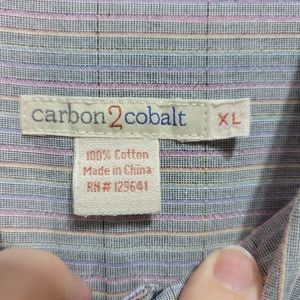 carbon2cobalt XL
100% Cotton
Made in China
RN# 129641